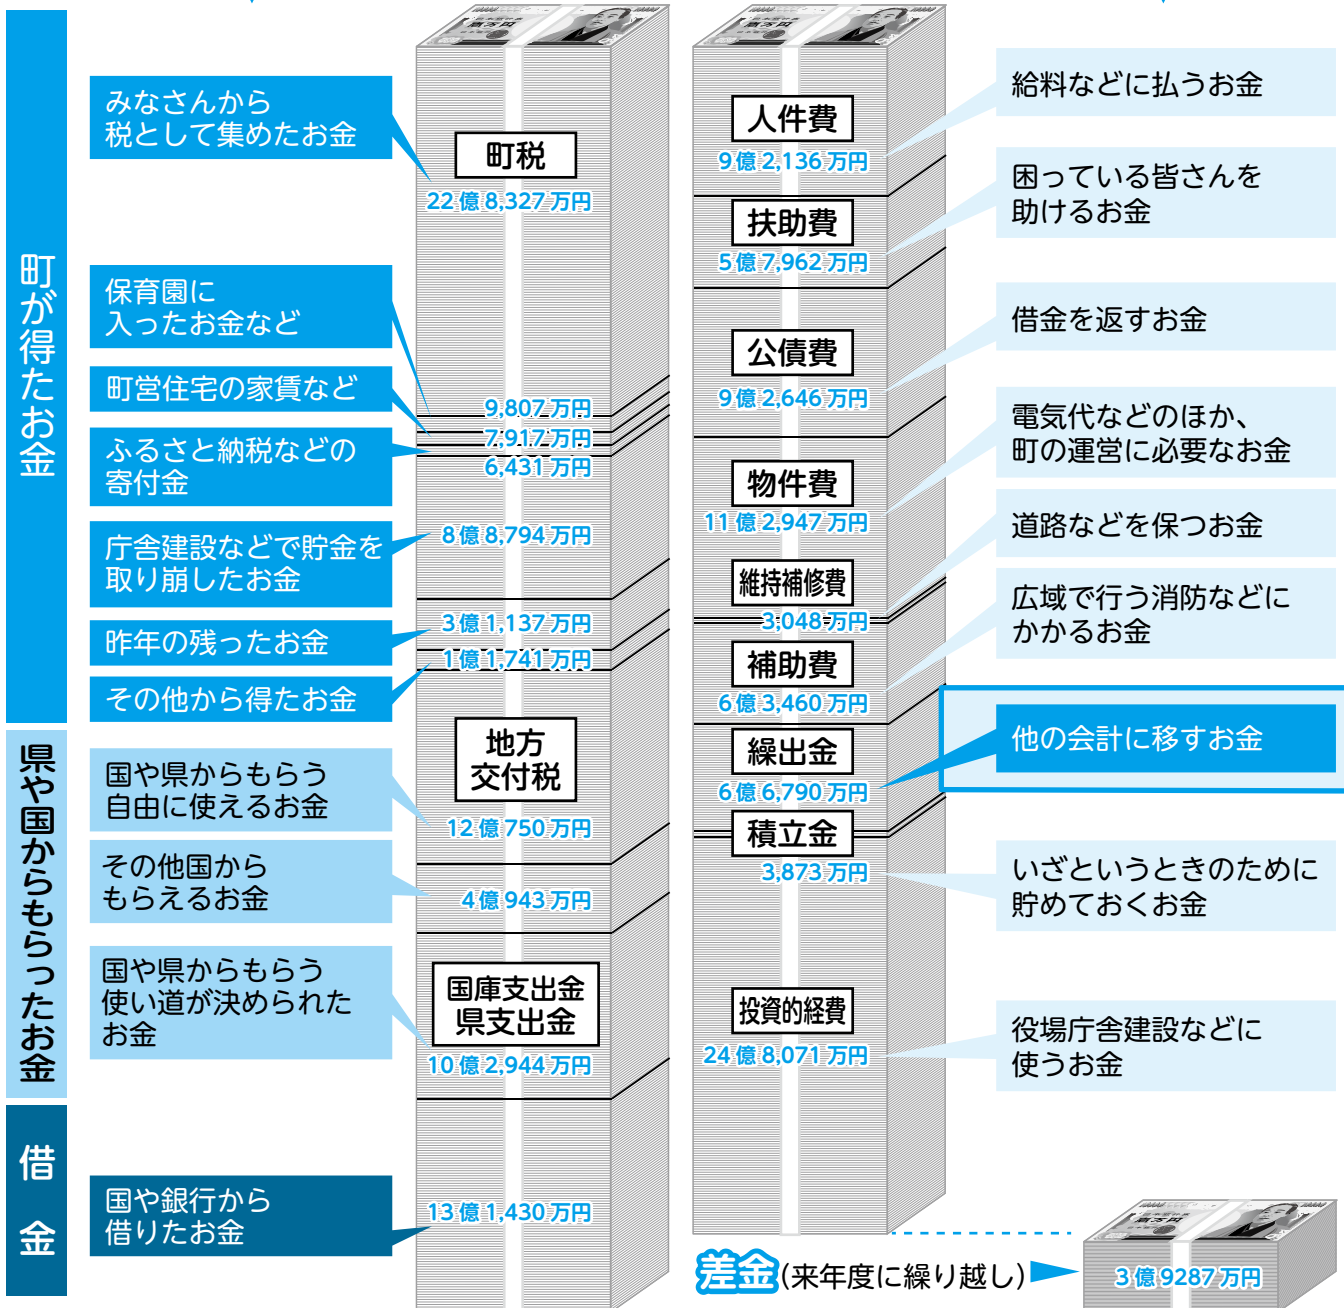 町が得たお金
みなさんから
税として集めたお金
町税
22億8,327万円
保育園に
入ったお金など
9,807万円
町営住宅の家賃など
7,917万円
ふるさと納税などの
寄付金
6,431万円
庁舎建設などで貯金を
取り崩したお金
8億8,794万円
昨年の残ったお金
3億1,137万円
その他から得たお金
1億1,741万円
県や国からもらったお金
国や県からもらう
自由に使えるお金
地方
交付税
12億750万円
その他国から
もらえるお金
4億943万円
国や県からもらう
使い道が決められた
お金
国庫支出金
県支出金
10億2,944万円
借金
国や銀行から
借りたお金
13億1,430万円
人件費
9億2,136万円
給料などに払うお金
扶助費
5億7,962万円
困っている皆さんを
助けるお金
公債費
9億2,646万円
借金を返すお金
物件費
11億2,947万円
電気代などのほか、
町の運営に必要なお金
維持補修費
3,048万円
道路などを保つお金
補助費
6億3,460万円
広域で行う消防などに
かかるお金
繰出金
6億6,790万円
他の会計に移すお金
積立金
3,873万円
いざというときのために
貯めておくお金
投資的経費
24億8,071万円
役場庁舎建設などに
使うお金
差金(来年度に繰り越し)
3億9287万円